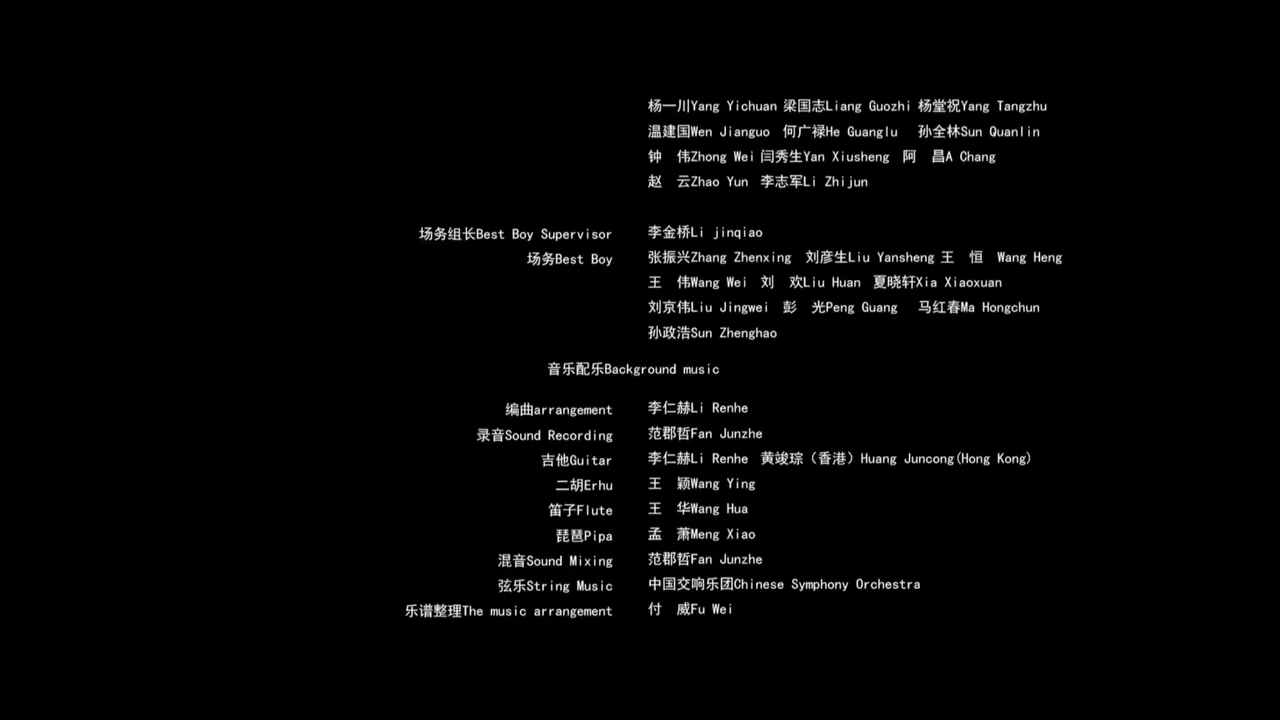 杨一川Yang Yichuan 梁国志Liang Guozhi 杨堂祝Yang Tangzhu
温建国Wen Jianguo 何广禄He Guanglu 孙全林Sun Quanlin
钟 伟Zhong Wei 闫秀生Yan Xiusheng 阿 昌A Chang
赵 云Zhao Yun 李志军Li Zhijun
场务组长Best Boy Supervisor 李金桥Li jinqiao
场务Best Boy 张振兴Zhang Zhenxing 刘彦生Liu Yansheng 王 恒 Wang Heng
王 伟Wang Wei 刘 欢Liu Huan 夏晓轩Xia Xiaoxuan
刘京伟Liu Jingwei 彭 光Peng Guang 马红春Ma Hongchun
孙政浩Sun Zhenghao
音乐配乐Background music
编曲arrangement 李仁赫Li Renhe
录音Sound Recording 范郡哲Fan Junzhe
吉他Guitar 李仁赫Li Renhe 黄竣琮（香港）Huang Juncong(Hong Kong)
二胡Erhu 王 颖Wang Ying
笛子Flute 王 华Wang Hua
琵琶Pipa 孟 萧Meng Xiao
混音Sound Mixing 范郡哲Fan Junzhe
弦乐String Music 中国交响乐团Chinese Symphony Orchestra
乐谱整理The music arrangement 付 威Fu Wei